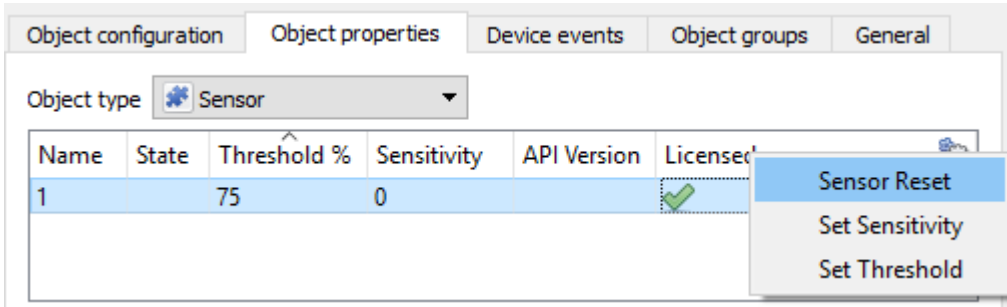 Object configuration Object properties Device events Object groups General
Object type Sensor
Name State Threshold % Sensitivity API Version Licensed
1 75 0
Sensor Reset
Set Sensitivity
Set Threshold